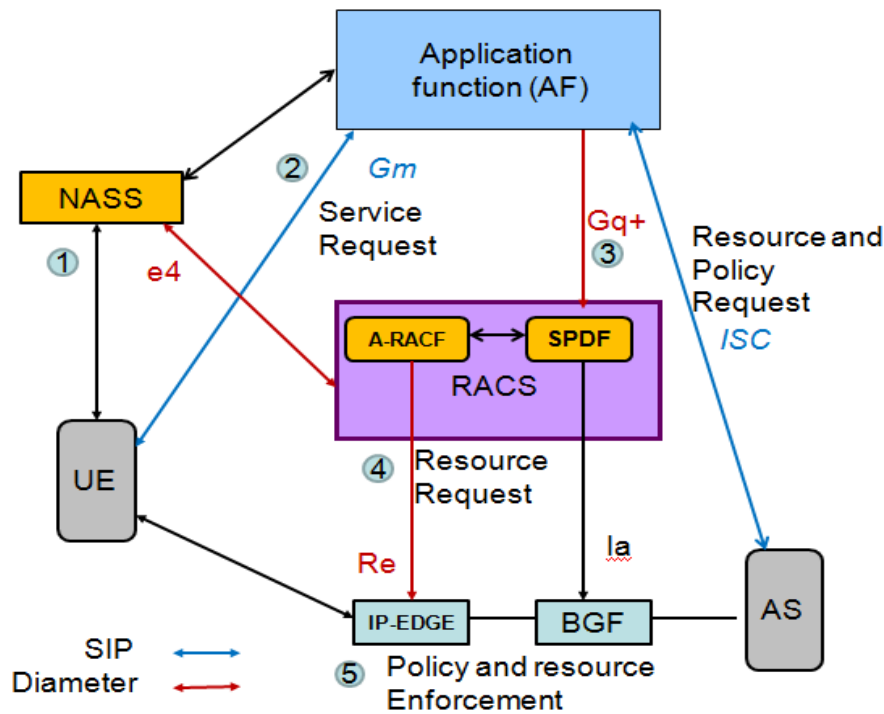 Application
function (AF)
2
Gm
NASS
Service
Request
Gq+
3
Resource and
Policy
Request
ISC
1
e4
A-RACF
SPDF
RACS
UE
4
Resource
Request
Re
Ia
IP-EDGE
BGF
AS
SIP
Diameter
5
Policy and resource
Enforcement